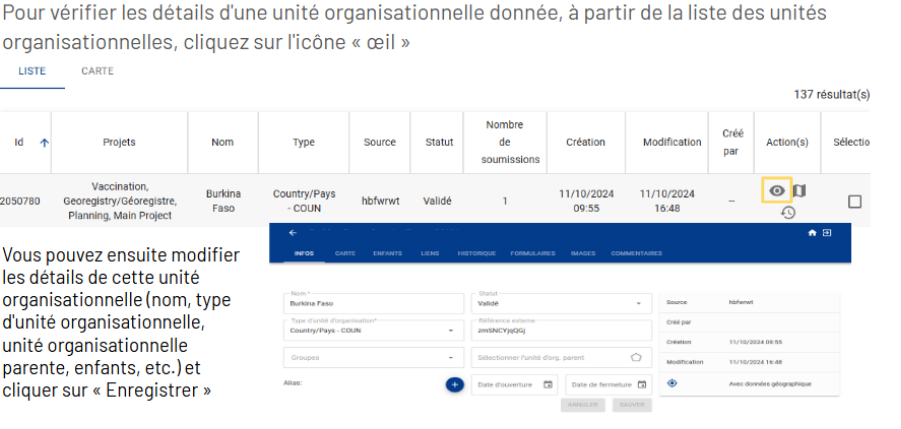 Pour vérifier les détails d'une unité organisationnelle donnée, à partir de la liste des unités
organisationnelles, cliquez sur l'icône « œil »
LISTE CARTE
137 résultat(s)
Id Projets Nom Type Source Statut Nombre de soumissions Création Modification Créé par Action(s) Sélectio
2050780 Vaccination, Georegistry/Géoregistre, Planning, Main Project Burkina Faso Country/Pays - COUN hbfwrwt Validé 1 11/10/2024 09:55 11/10/2024 16:48 –
Vous pouvez ensuite modifier
les détails de cette unité
organisationnelle (nom, type
d'unité organisationnelle,
unité organisationnelle
parente, enfants, etc.) et
cliquer sur « Enregistrer »
INFOS CARTE ENFANTS LIENS HISTORIQUE FORMULAIRES IMAGES COMMENTAIRES
Nom *
Burkina Faso
Statut
Validé
Type d'unité d'organisation*
Country/Pays - COUN
Référence externe
zmSNCYjqQGj
Groupes
Sélectionner l'unité d'org. parent
Alias:
Date d'ouverture
Date de fermeture
ANNULER SAUVER
Source hbfwrwt
Créé par
Création 11/10/2024 09:55
Modification 11/10/2024 16:48
Avec données géographique